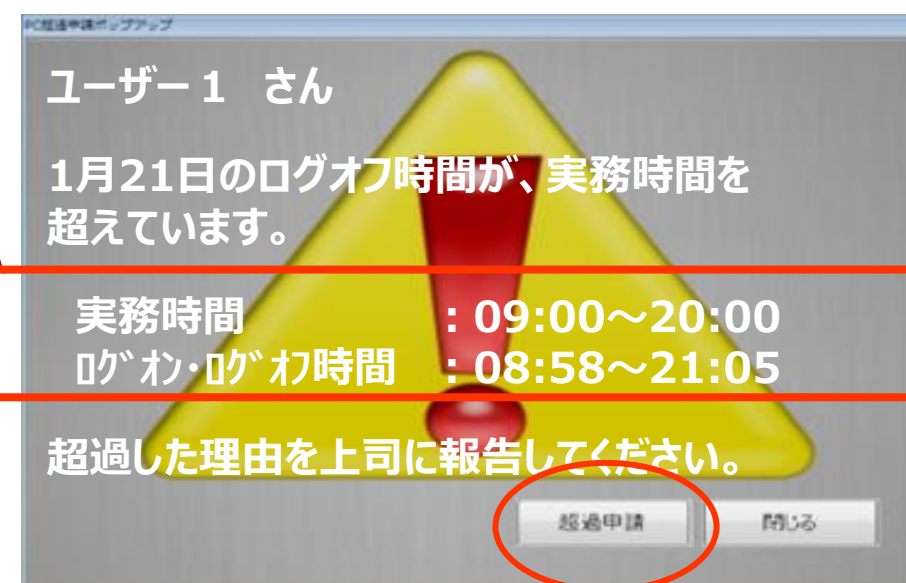 PC超過申請ポップアップ
ユーザー１　さん
1月21日のログオフ時間が、実務時間を
超えています。
実務時間　　　　　：09:00～20:00
ﾛｸﾞｵﾝ・ﾛｸﾞｵﾌ時間　：08:58～21:05
超過した理由を上司に報告してください。
超過申請　閉じる